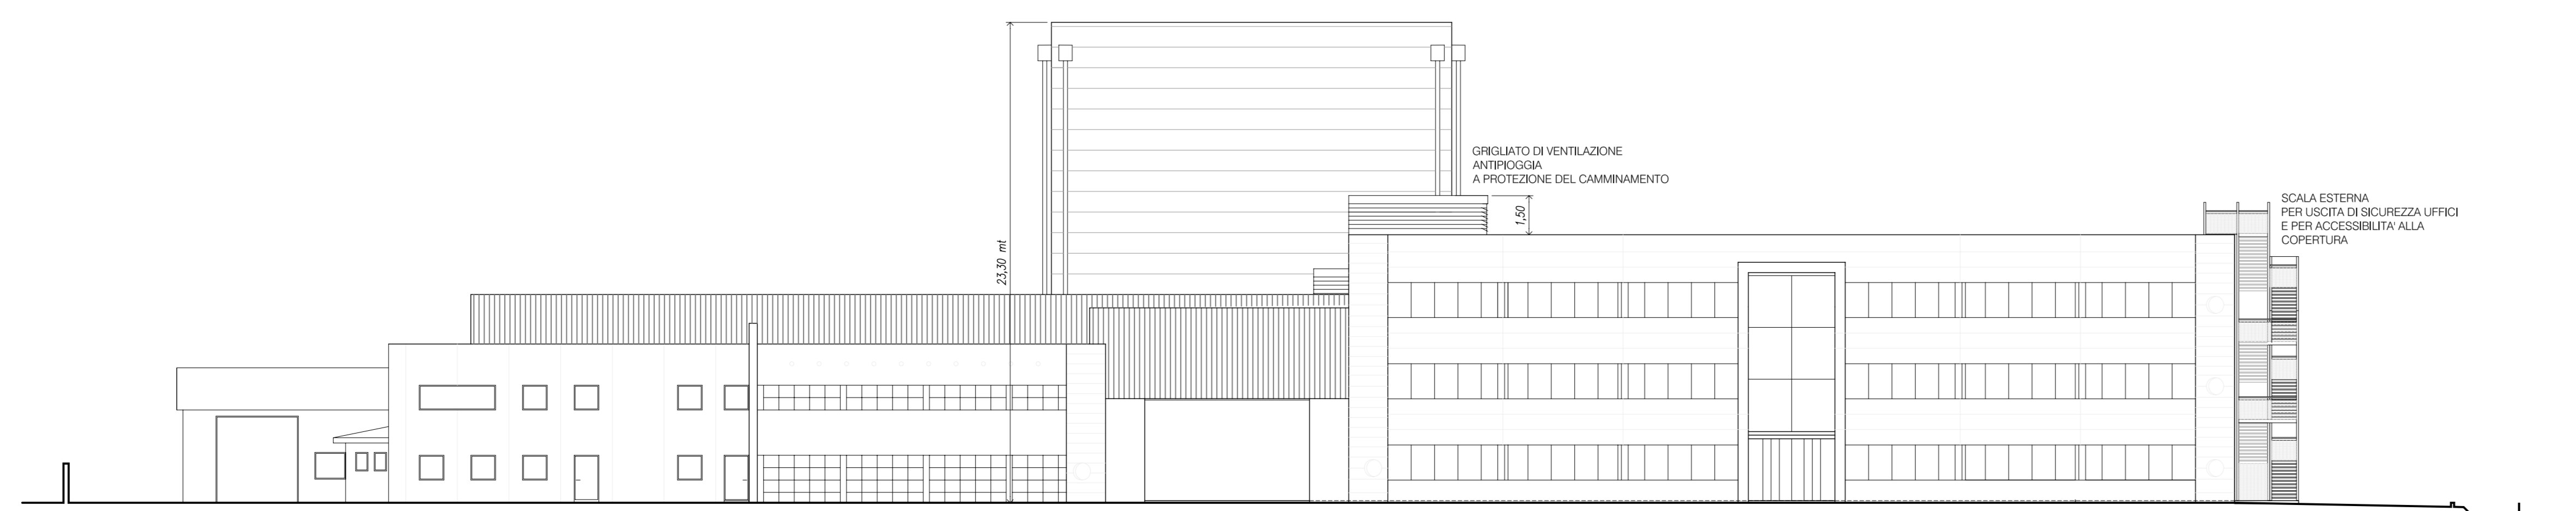 23,30 mt
GRIGLIATO DI VENTILAZIONE
ANTIPIOGGIA
A PROTEZIONE DEL CAMMINAMENTO
1,50
SCALA ESTERNA
PER USCITA DI SICUREZZA UFFICI
E PER ACCESSIBILITA' ALLA
COPERTURA